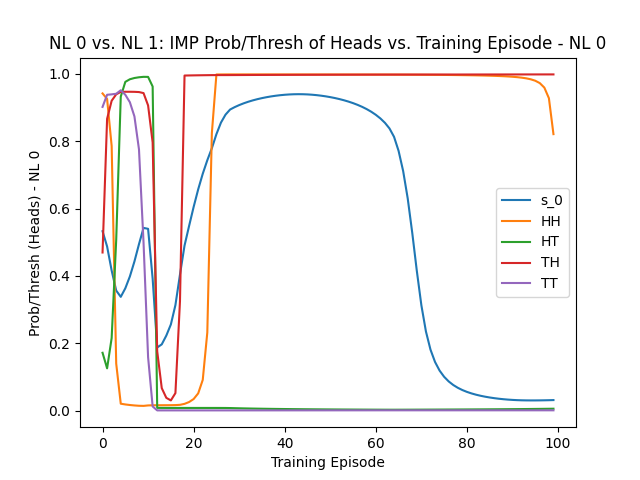 NL 0 vs. NL 1: IMP Prob/Thresh of Heads vs. Training Episode - NL 0
Prob/Thresh (Heads) - NL 0
1.0
0.8
0.6
0.4
0.2
0.0
s_0
HH
HT
TH
TT
0 20 40 60 80 100
Training Episode